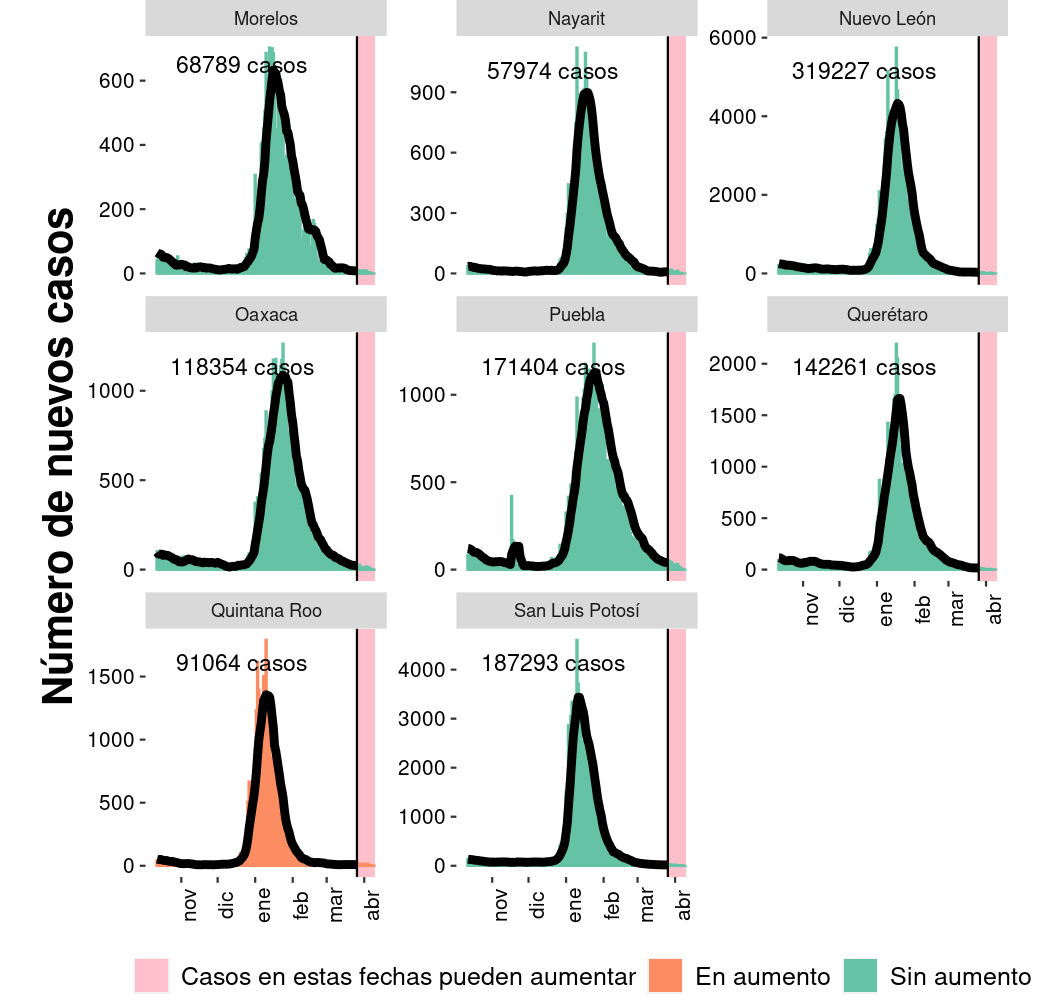 Número de nuevos casos
Morelos
68789 casos
600
400
200
0
Nayarit
57974 casos
900
600
300
0
Nuevo León
319227 casos
6000
4000
2000
0
Oaxaca
118354 casos
1000
500
0
Puebla
171404 casos
1000
500
0
Querétaro
142261 casos
2000
1500
1000
500
0
nov
dic
ene
feb
mar
abr
Quintana Roo
91064 casos
1500
1000
500
0
nov
dic
ene
feb
mar
abr
San Luis Potosí
187293 casos
4000
3000
2000
1000
0
nov
dic
ene
feb
mar
abr
Casos en estas fechas pueden aumentar
En aumento
Sin aumento